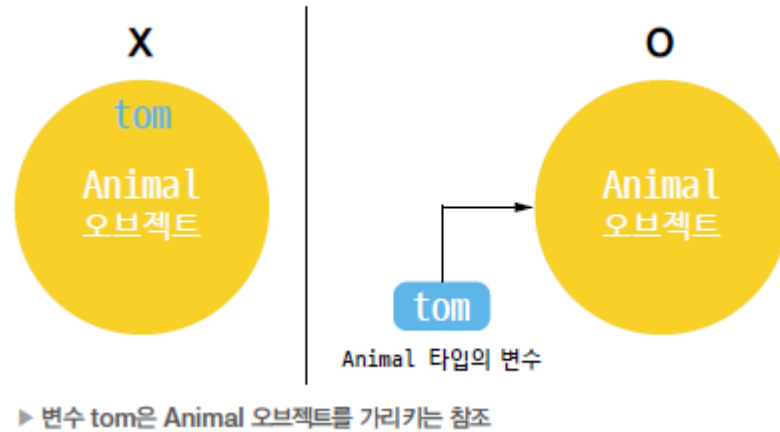 X
tom
Animal
오브젝트
O
Animal
오브젝트
tom
Animal 타입의 변수
▶ 변수 tom은 Animal 오브젝트를 가리키는 참조